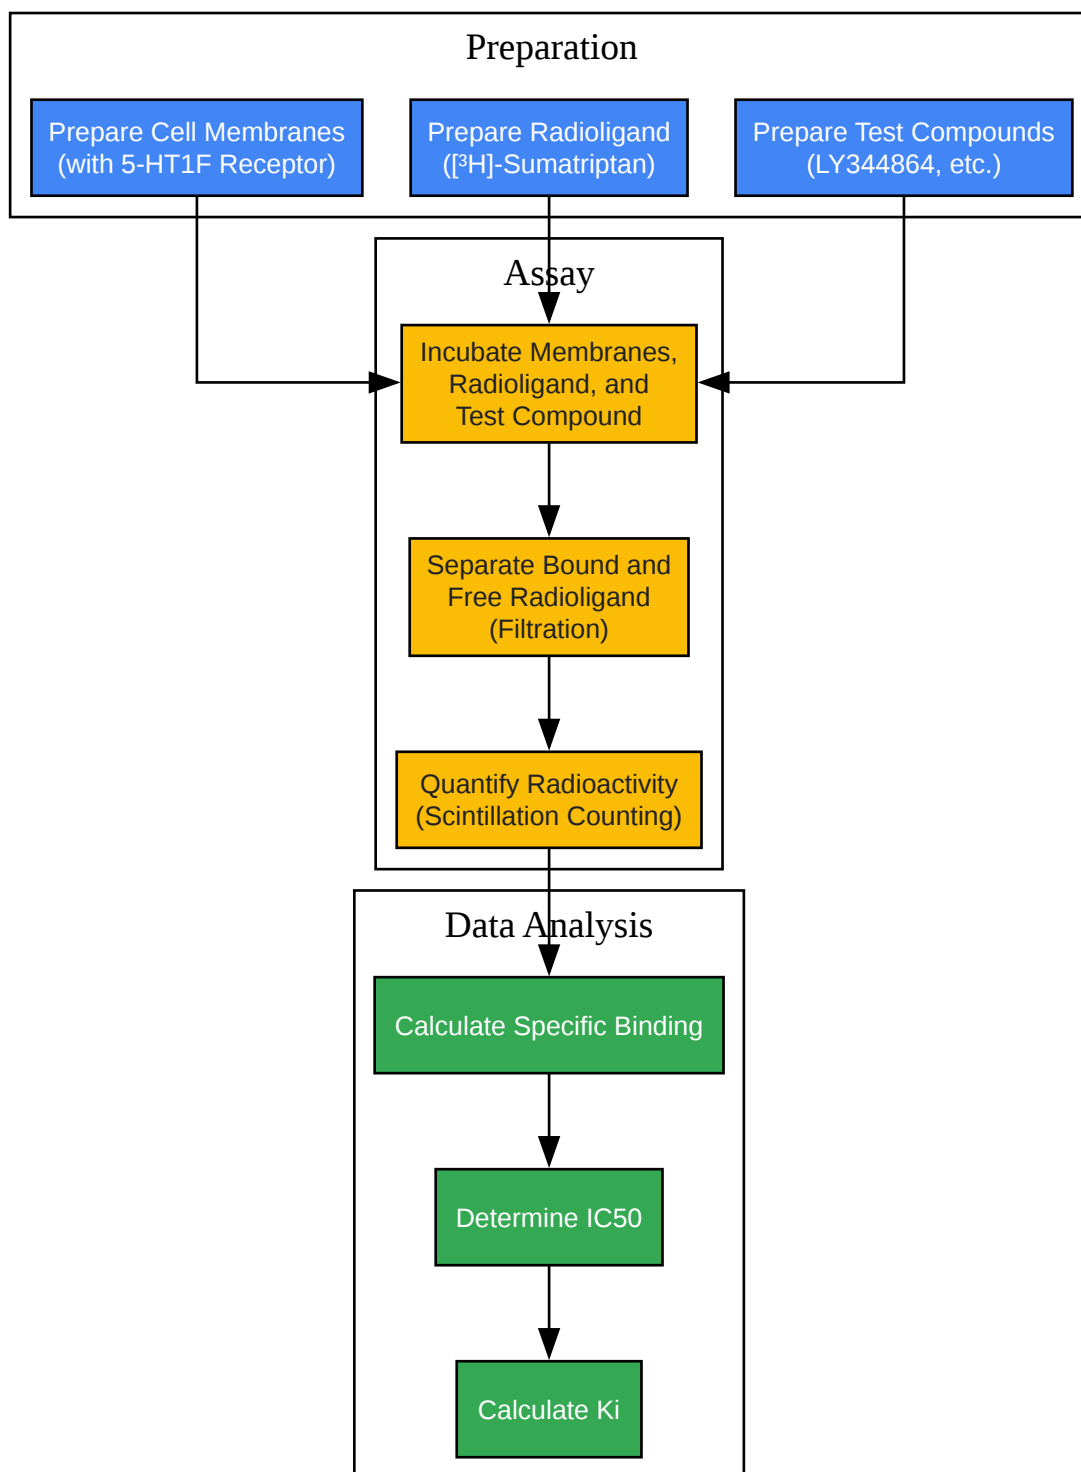 Preparation
Prepare Cell Membranes
(with 5-HT1F Receptor)
Prepare Radioligand
([³H]-Sumatriptan)
Prepare Test Compounds
(LY344864, etc.)
Assay
Incubate Membranes,
Radioligand, and
Test Compound
Separate Bound and
Free Radioligand
(Filtration)
Quantify Radioactivity
(Scintillation Counting)
Data Analysis
Calculate Specific Binding
Determine IC50
Calculate Ki